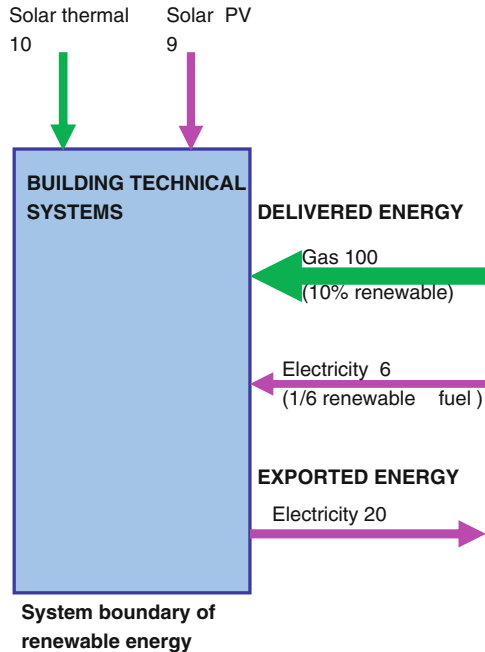 Solar thermal
10
Solar PV
9
BUILDING TECHNICAL
SYSTEMS
DELIVERED ENERGY
Gas 100
(10% renewable)
Electricity 6
(1/6 renewable fuel )
EXPORTED ENERGY
Electricity 20
System boundary of
renewable energy